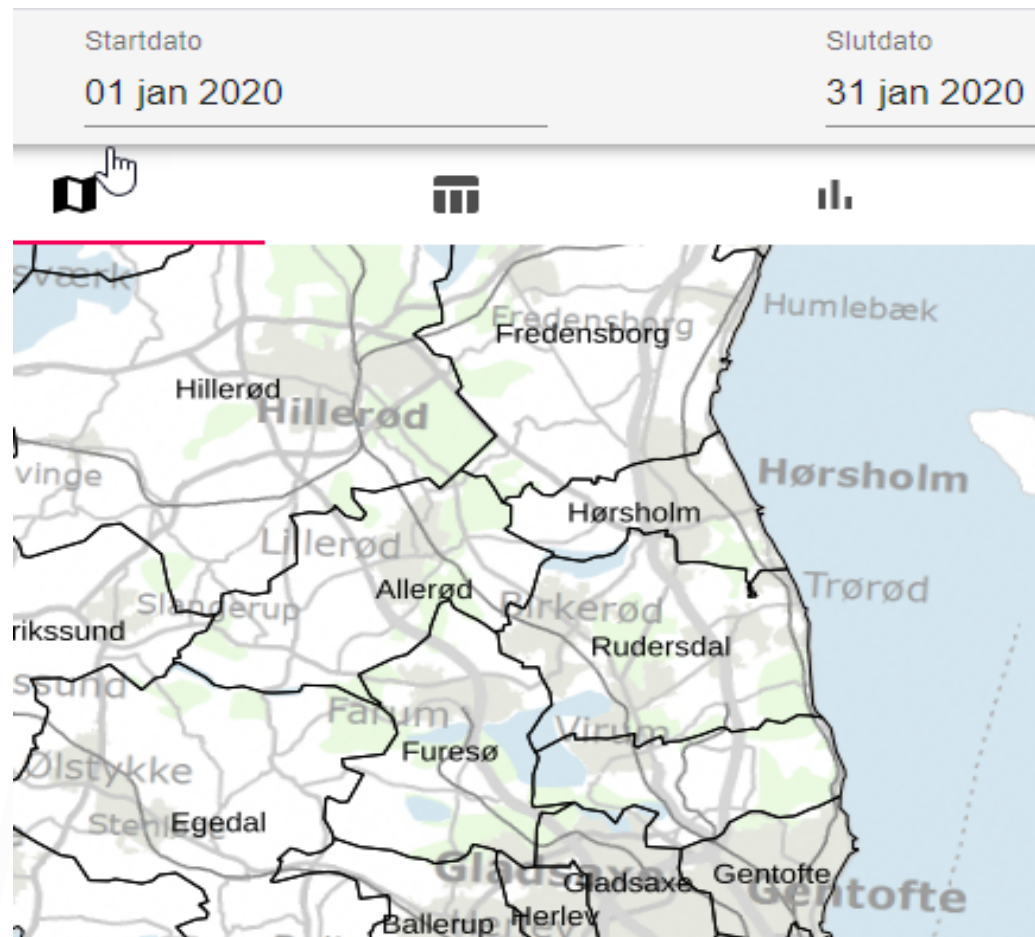 Startdato
Slutdato
01 jan 2020
31 jan 2020
Humlebæk
Fredensborg
Fredensborg
Hillerød
Hillerød
vinge
Hørsholm
Hørsholm
Lillerød
Allerød
Trørød
Slangerup
Birkerød
rikssund
Rudersdal
ssund
Farum
Virum
Furesø
Ølstykke
Egedal
Gladsaxe
Gladsaxe
Gentofte
Gentofte
Ballerup
Herlev